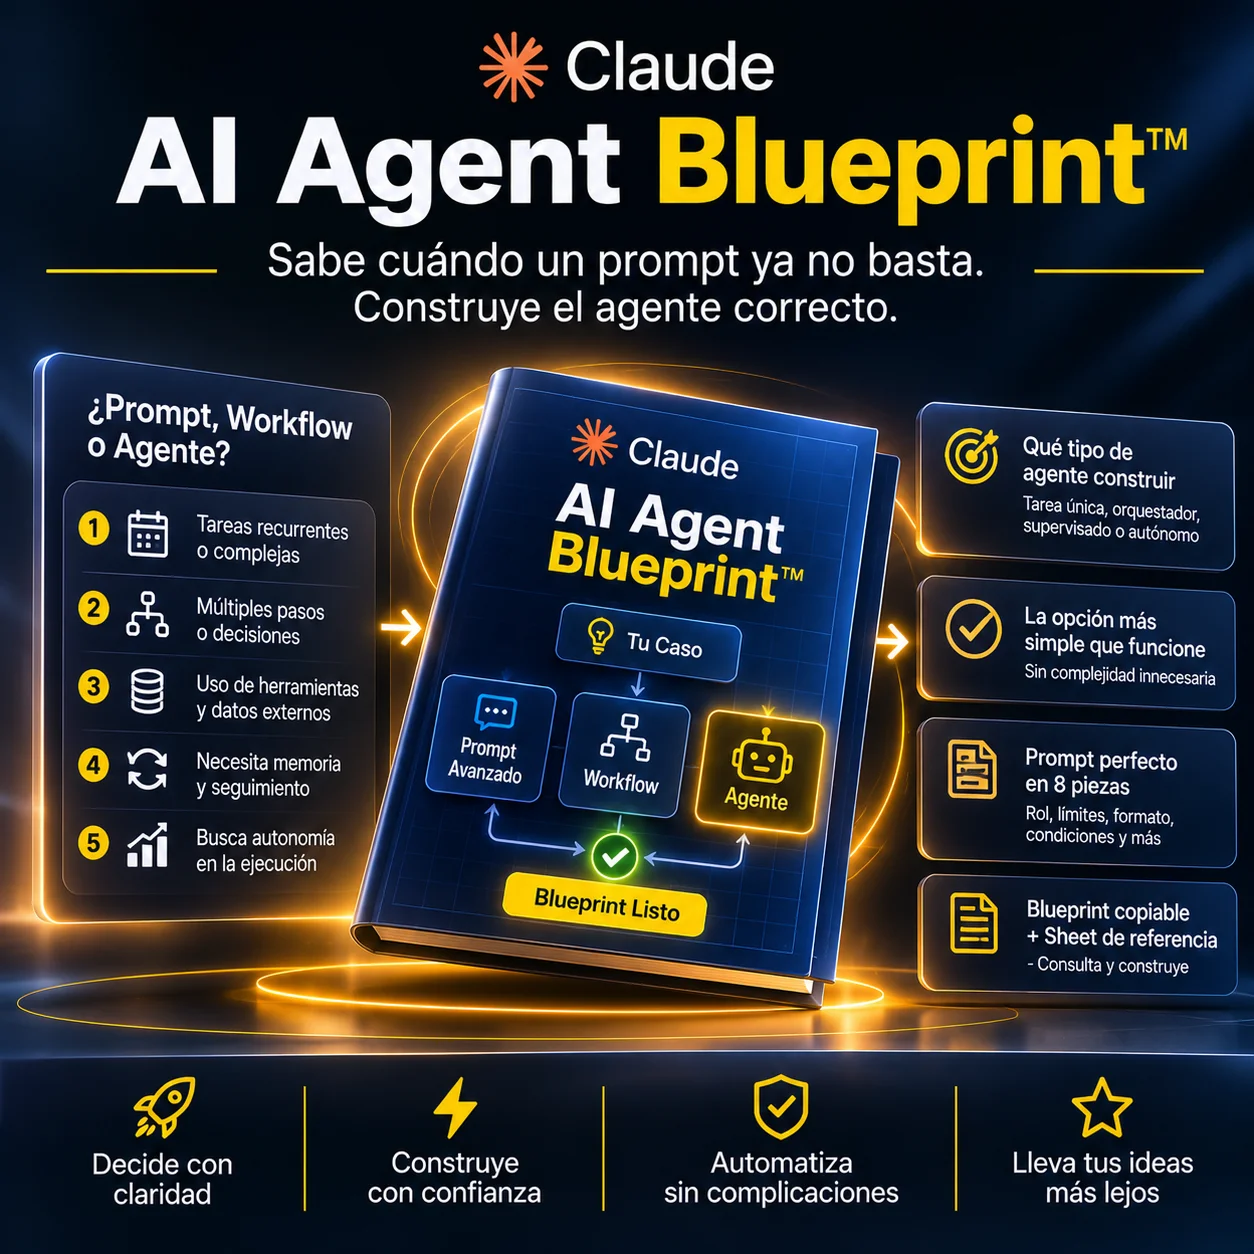 Claude
AI Agent Blueprint™
Sabe cuándo un prompt ya no basta.
Construye el agente correcto.
¿Prompt, Workflow
o Agente?
1 Tareas recurrentes
o complejas
2 Múltiples pasos
o decisiones
3 Uso de herramientas
y datos externos
4 Necesita memoria
y seguimiento
5 Busca autonomía
en la ejecución
Claude
AI Agent
Blueprint™
Tu Caso
Prompt
Avanzado
Workflow
Agente
Blueprint Listo
Qué tipo de
agente construir
Tarea única, orquestador,
supervisado o autónomo
La opción más
simple que funcione
Sin complejidad innecesaria
Prompt perfecto
en 8 piezas
Rol, límites, formato,
condiciones y más
Blueprint copiable
+ Sheet de referencia
- Consulta y construye
Decide con
claridad
Construye
con confianza
Automatiza
sin complicaciones
Lleva tus ideas
más lejos